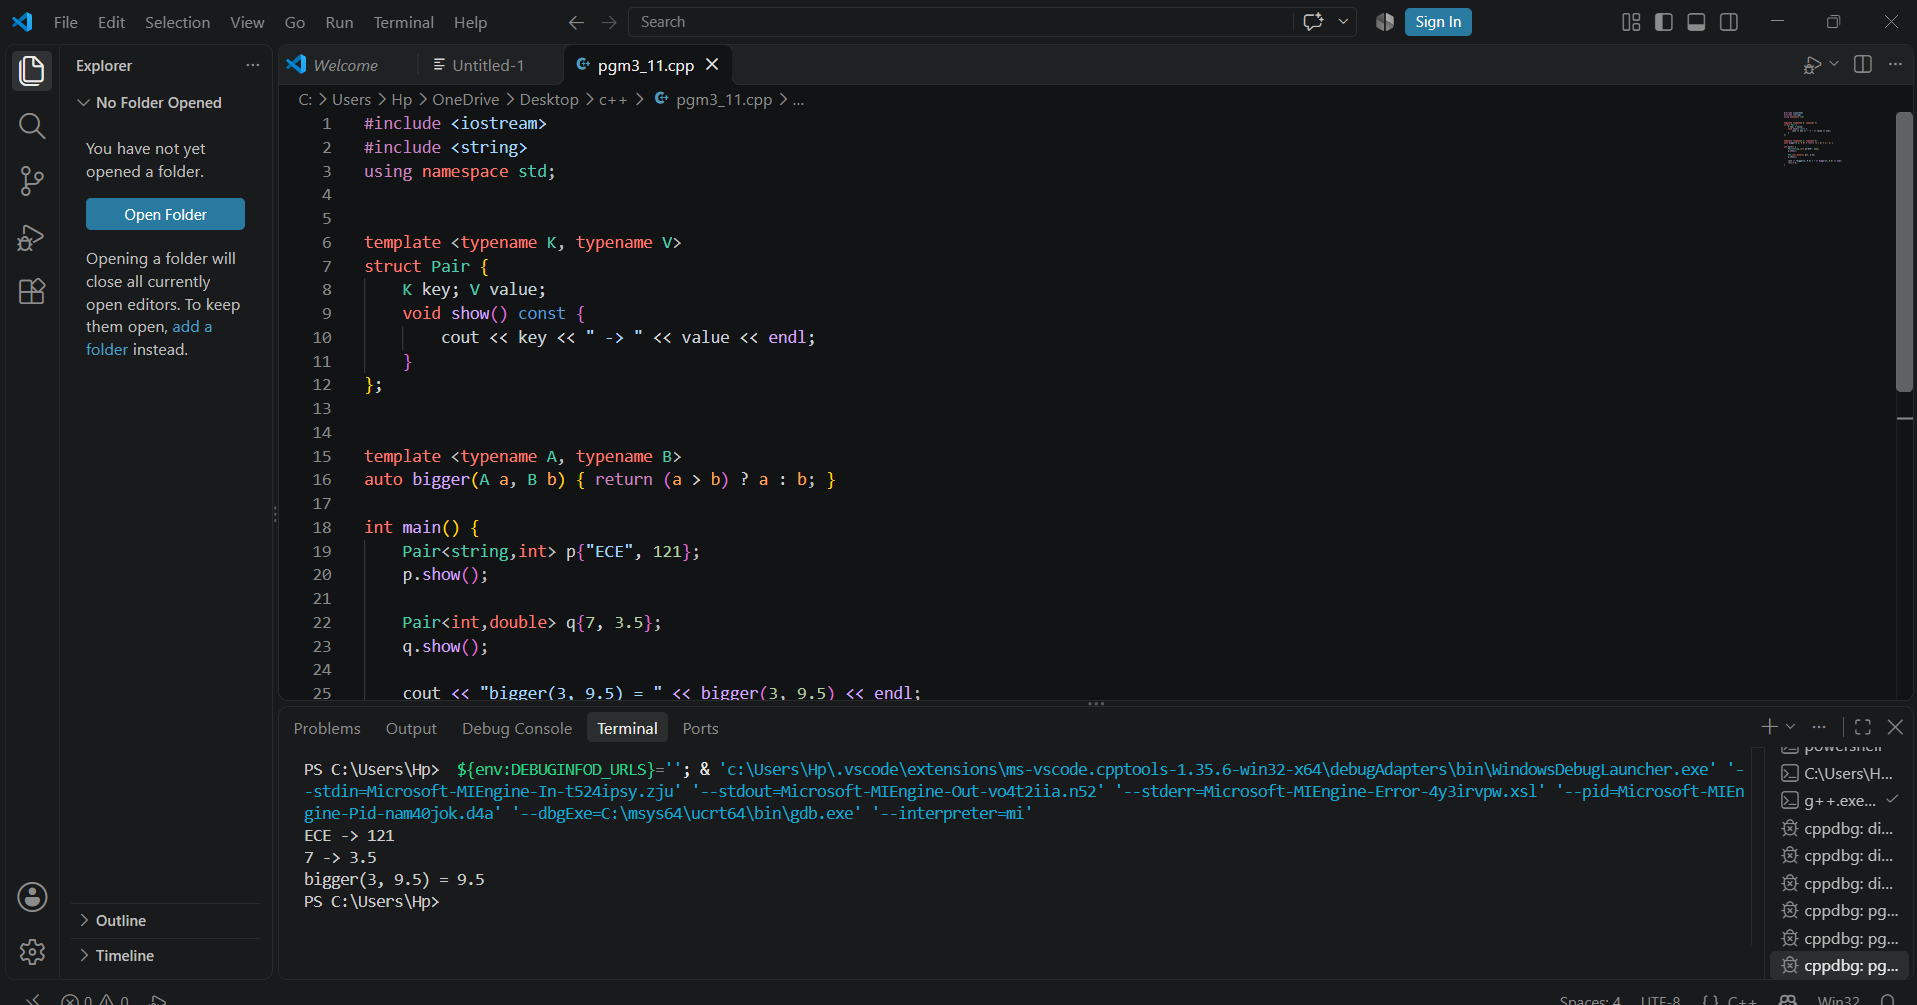 File Edit Selection View Go Run Terminal Help
Search
Sign In
Explorer
No Folder Opened
You have not yet
opened a folder.
Open Folder
Opening a folder will
close all currently
open editors. To keep
them open, add a
folder instead.
Outline
Timeline
Welcome
Untitled-1
pgm3_11.cpp
C: > Users > Hp > OneDrive > Desktop > c++ > pgm3_11.cpp > ...
1 #include <iostream>
2 #include <string>
3 using namespace std;
4
5
6 template <typename K, typename V>
7 struct Pair {
8     K key; V value;
9     void show() const {
10         cout << key << " -> " << value << endl;
11     }
12 };
13
14
15 template <typename A, typename B>
16 auto bigger(A a, B b) { return (a > b) ? a : b; }
17
18 int main() {
19     Pair<string,int> p{"ECE", 121};
20     p.show();
21
22     Pair<int,double> q{7, 3.5};
23     q.show();
24
25     cout << "bigger(3, 9.5) = " << bigger(3, 9.5) << endl;
Problems Output Debug Console Terminal Ports
PS C:\Users\Hp>  ${env:DEBUGINFOD_URLS}=''; & 'c:\Users\Hp\.vscode\extensions\ms-vscode.cpptools-1.35.6-win32-x64\debugAdapters\bin\WindowsDebugLauncher.exe' '-
-stdin=Microsoft-MIEngine-In-t524ipsy.zju' '--stdout=Microsoft-MIEngine-Out-vo4t2iia.n52' '--stderr=Microsoft-MIEngine-Error-4y3irvpw.xsl' '--pid=Microsoft-MIEn
gine-Pid-nam40jok.d4a' '--dbgExe=C:\msys64\ucrt64\bin\gdb.exe' '--interpreter=mi'
ECE -> 121
7 -> 3.5
bigger(3, 9.5) = 9.5
PS C:\Users\Hp>
powershell
C:\Users\H...
g++.exe...
cppdbg: di...
cppdbg: di...
cppdbg: di...
cppdbg: pg...
cppdbg: pg...
cppdbg: pg...
0 0
Spaces: 4 UTF-8 {} C++ Win32